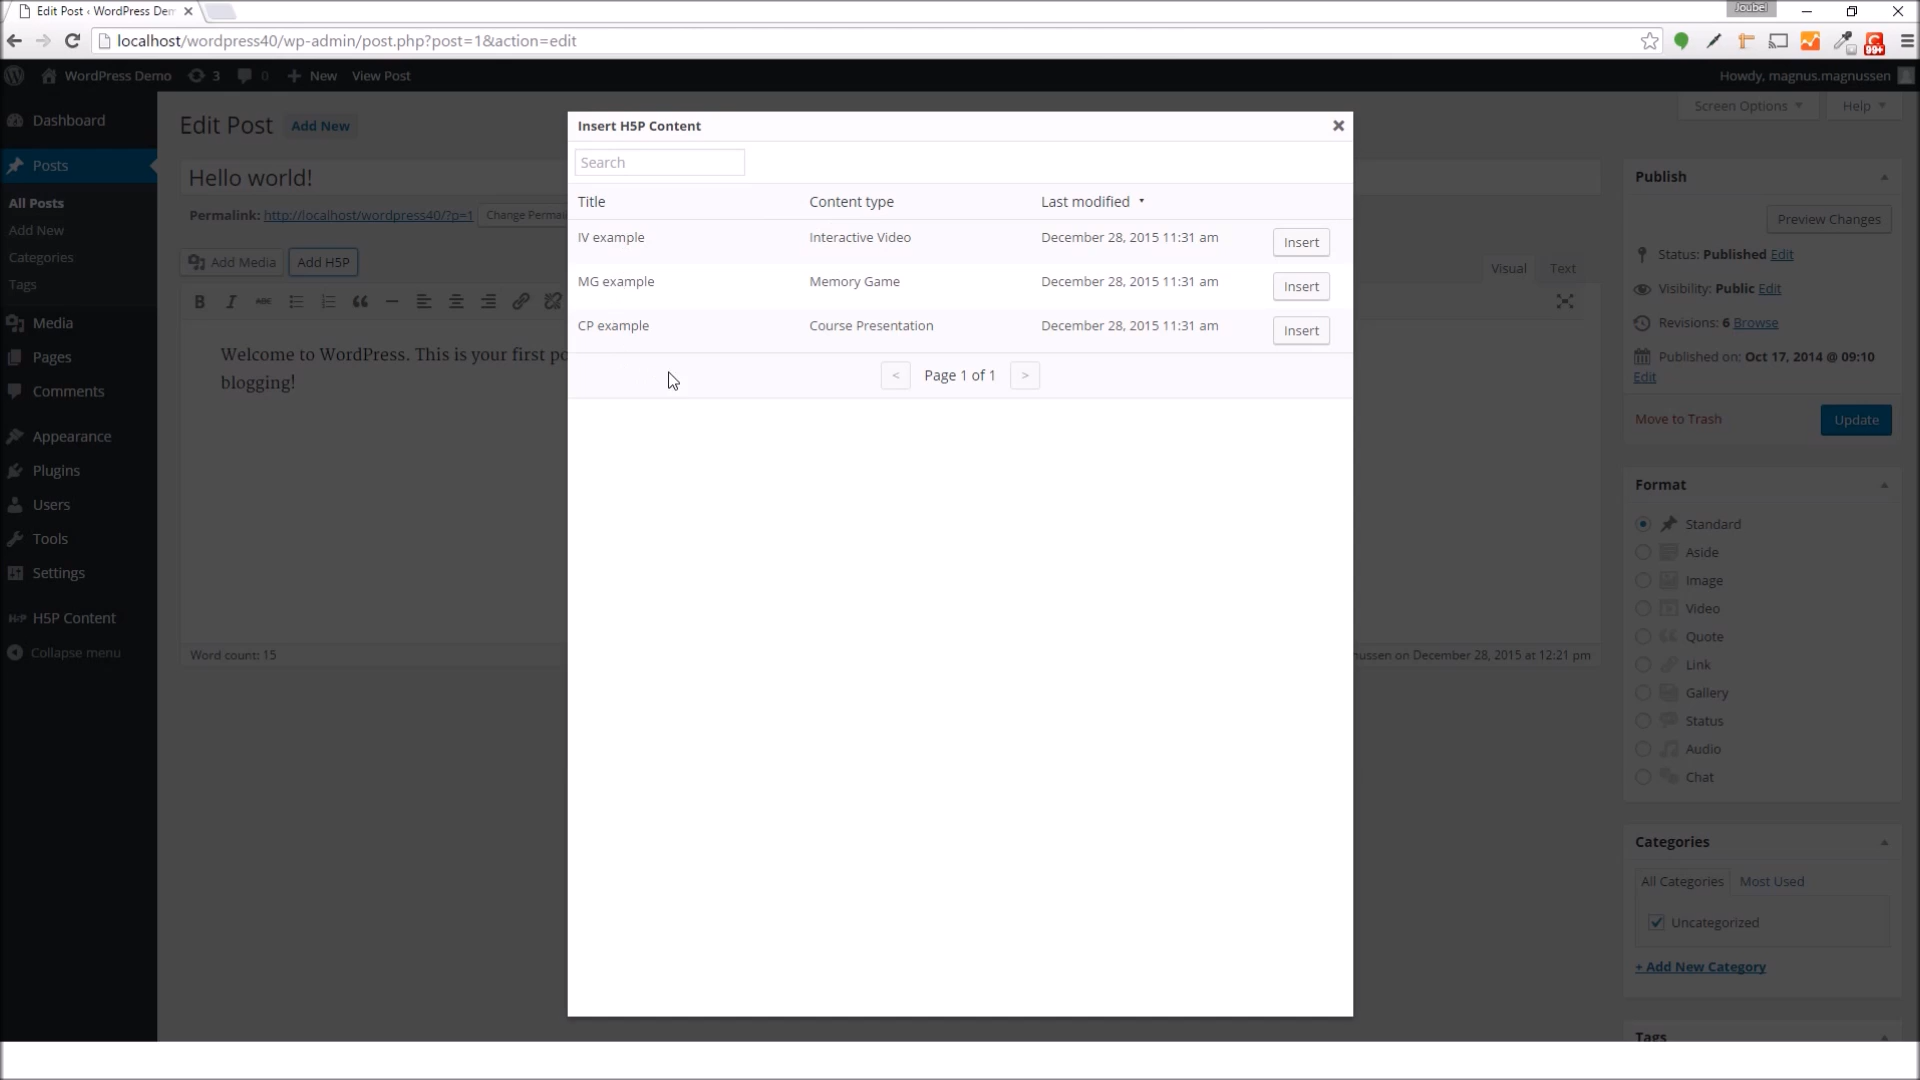 Edit Post ‹ WordPress Dem
Joubel
localhost/wordpress40/wp-admin/post.php?post=1&action=edit
99+
WordPress Demo 3 0 New View Post
Howdy, magnus.magnussen
Screen Options Help
Dashboard
Posts
All Posts
Add New
Categories
Tags
Media
Pages
Comments
Appearance
Plugins
Users
Tools
Settings
H5P Content
Collapse menu
Edit Post Add New
Hello world!
Permalink: http://localhost/wordpress40/?p=1 Change Permal
Add Media Add H5P
Visual Text
B I ABC
Welcome to WordPress. This is your first po
blogging!
Word count: 15
nussen on December 28, 2015 at 12:21 pm
Insert H5P Content
Search
Title Content type Last modified
IV example Interactive Video December 28, 2015 11:31 am Insert
MG example Memory Game December 28, 2015 11:31 am Insert
CP example Course Presentation December 28, 2015 11:31 am Insert
< Page 1 of 1 >
Publish
Preview Changes
Status: Published Edit
Visibility: Public Edit
Revisions: 6 Browse
Published on: Oct 17, 2014 @ 09:10
Edit
Move to Trash Update
Format
Standard
Aside
Image
Video
Quote
Link
Gallery
Status
Audio
Chat
Categories
All Categories Most Used
Uncategorized
+ Add New Category
Tags